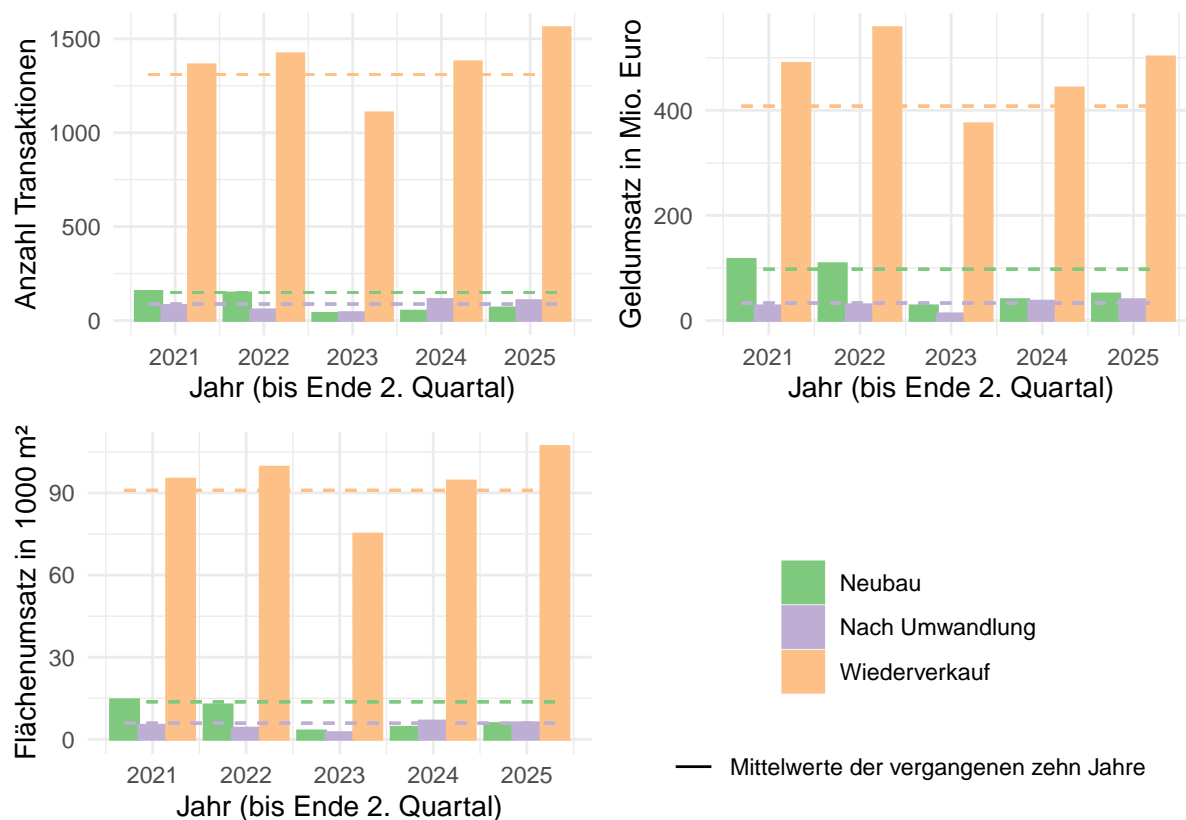 Anzahl Transaktionen
1500
1000
500
0
2021 2022 2023 2024 2025
Jahr (bis Ende 2. Quartal)
Geldumsatz in Mio. Euro
400
200
0
2021 2022 2023 2024 2025
Jahr (bis Ende 2. Quartal)
Flächenumsatz in 1000 m²
90
60
30
0
2021 2022 2023 2024 2025
Jahr (bis Ende 2. Quartal)
Neubau
Nach Umwandlung
Wiederverkauf
Mittelwerte der vergangenen zehn Jahre